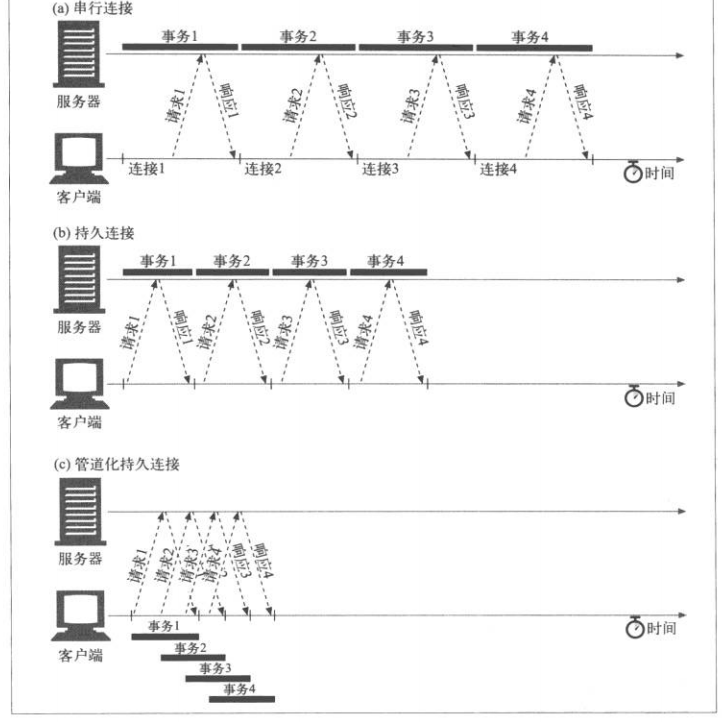 (a) 串行连接
事务1 事务2 事务3 事务4
服务器
请求1 响应1 请求2 响应2 请求3 响应3 请求4 响应4
连接1 连接2 连接3 连接4
时间
客户端
(b) 持久连接
事务1 事务2 事务3 事务4
服务器
请求1 响应1 请求2 响应2 请求3 响应3 请求4 响应4
时间
客户端
(c) 管道化持久连接
服务器
请求1 请求2 请求3 请求4 2 响应3 响应4
时间
客户端
事务1
事务2
事务3
事务4